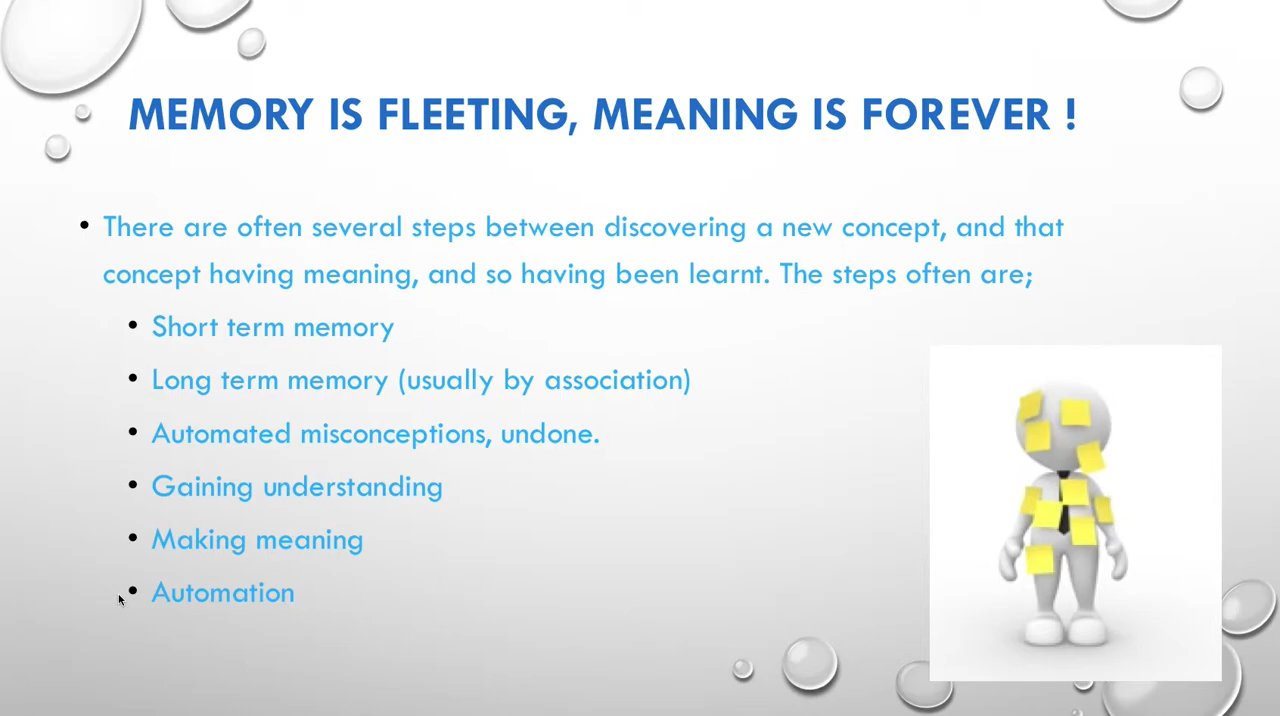 MEMORY IS FLEETING, MEANING IS FOREVER !
• There are often several steps between discovering a new concept, and that
concept having meaning, and so having been learnt. The steps often are;
• Short term memory
• Long term memory (usually by association)
• Automated misconceptions, undone.
• Gaining understanding
• Making meaning
• Automation